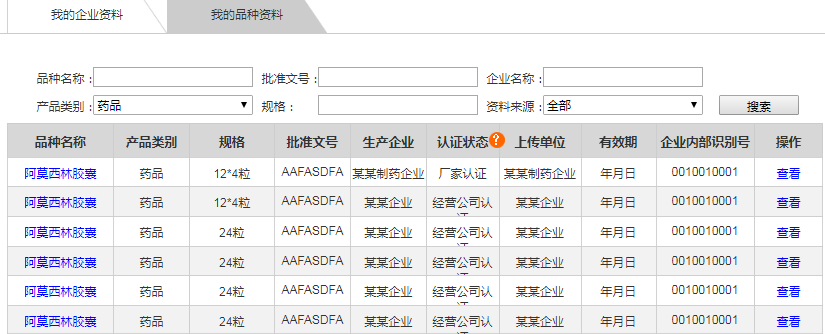 我的企业资料 我的品种资料
品种名称： 批准文号： 企业名称：
产品类别： 药品 规格： 资料来源： 全部 搜索
品种名称 产品类别 规格 批准文号 生产企业 认证状态 ? 上传单位 有效期 企业内部识别号 操作
阿莫西林胶囊 药品 12*4粒 AAFASDFA 某某制药企业 厂家认证 某某制药企业 年月日 0010010001 查看
阿莫西林胶囊 药品 12*4粒 AAFASDFA 某某企业 经营公司认证 某某企业 年月日 0010010001 查看
阿莫西林胶囊 药品 24粒 AAFASDFA 某某企业 经营公司认证 某某企业 年月日 0010010001 查看
阿莫西林胶囊 药品 24粒 AAFASDFA 某某企业 经营公司认证 某某企业 年月日 0010010001 查看
阿莫西林胶囊 药品 24粒 AAFASDFA 某某企业 经营公司认证 某某企业 年月日 0010010001 查看
阿莫西林胶囊 药品 24粒 AAFASDFA 某某企业 经营公司认证 某某企业 年月日 0010010001 查看